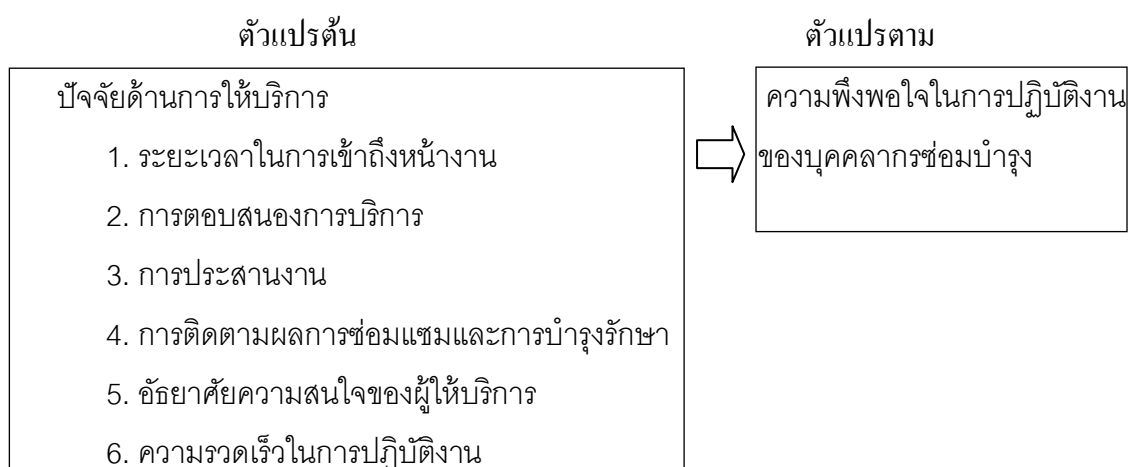 ตัวแปรต้น
ตัวแปรตาม
ปัจจัยด้านการให้บริการ
1. ระยะเวลาในการเข้าถึงหน้างาน
2. การตอบสนองการบริการ
3. การประสานงาน
4. การติดตามผลการซ่อมแซมและการบำรุงรักษา
5. อัธยาศัยความสนใจของผู้ให้บริการ
6. ความรวดเร็วในการปฏิบัติงาน
ความพึงพอใจในการปฏิบัติงาน
ของบุคคลากรซ่อมบำรุง